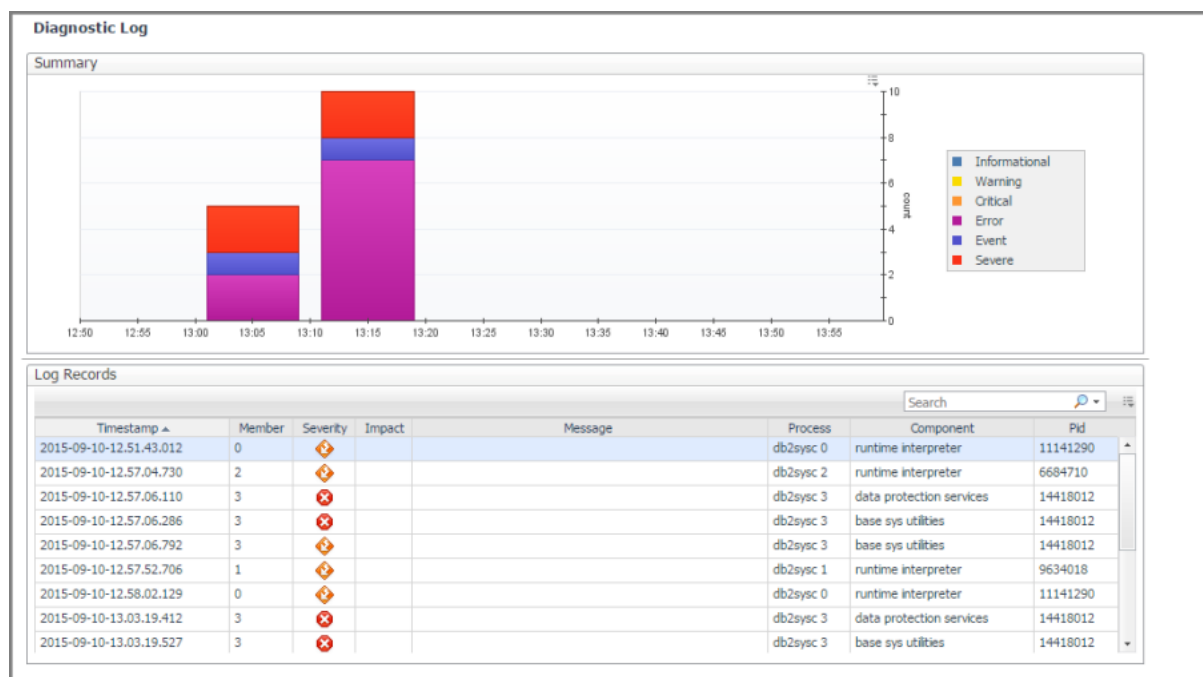 Diagnostic Log
Summary
10
8
6
4
2
0
count
12:50 12:55 13:00 13:05 13:10 13:15 13:20 13:25 13:30 13:35 13:40 13:45 13:50 13:55
Informational
Warning
Critical
Error
Event
Severe
Log Records
Search
Timestamp Member Severity Impact Message Process Component Pid
2015-09-10-12.51.43.012 0 db2sysc 0 runtime interpreter 11141290
2015-09-10-12.57.04.730 2 db2sysc 2 runtime interpreter 6684710
2015-09-10-12.57.06.110 3 db2sysc 3 data protection services 14418012
2015-09-10-12.57.06.286 3 db2sysc 3 base sys utilities 14418012
2015-09-10-12.57.06.792 3 db2sysc 3 base sys utilities 14418012
2015-09-10-12.57.52.706 1 db2sysc 1 runtime interpreter 9634018
2015-09-10-12.58.02.129 0 db2sysc 0 runtime interpreter 11141290
2015-09-10-13.03.19.412 3 db2sysc 3 data protection services 14418012
2015-09-10-13.03.19.527 3 db2sysc 3 base sys utilities 14418012